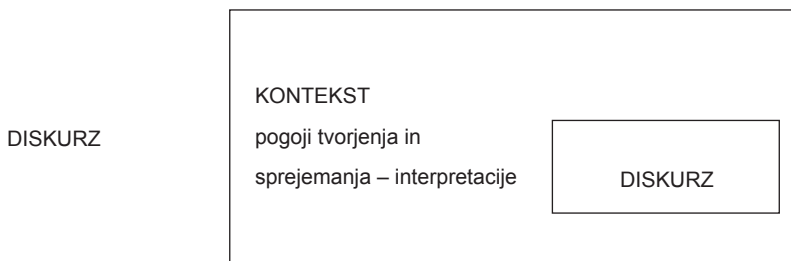 KONTEKST
DISKURZ
pogoji tvorjenja in
sprejemanja – interpretacije
DISKURZ